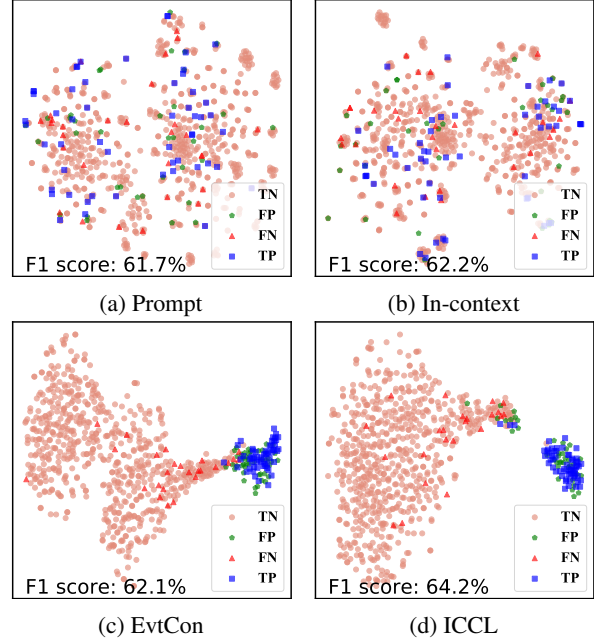 TN
FP
FN
TP
F1 score: 61.7%
(a) Prompt
TN
FP
FN
TP
F1 score: 62.2%
(b) In-context
TN
FP
FN
TP
F1 score: 62.1%
(c) EvtCon
TN
FP
FN
TP
F1 score: 64.2%
(d) ICCL